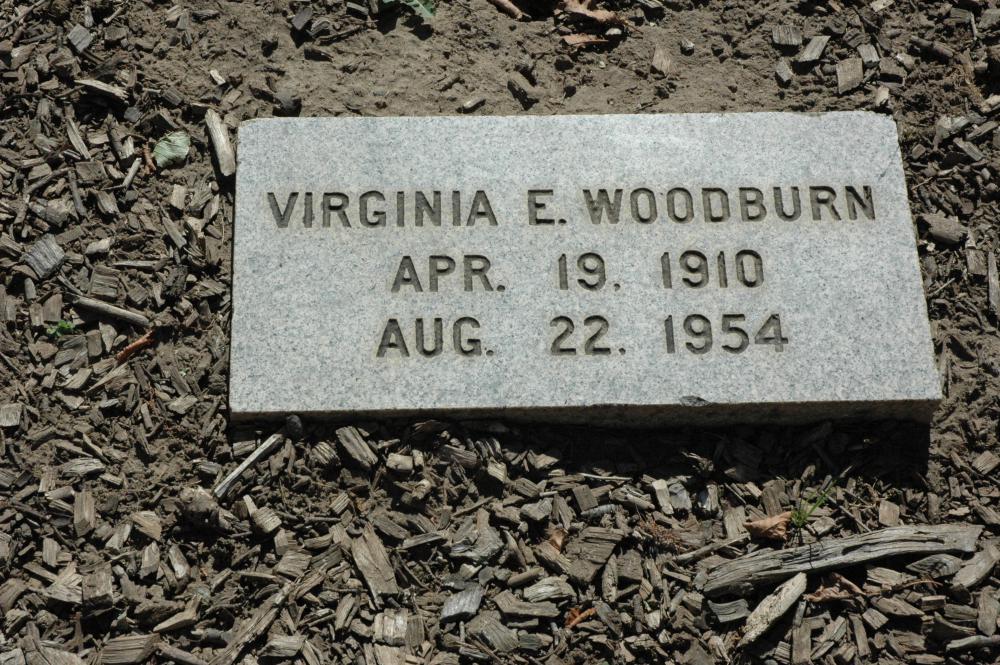 VIRGINIA E. WOODBURN
APR. 19. 1910
AUG. 22. 1954